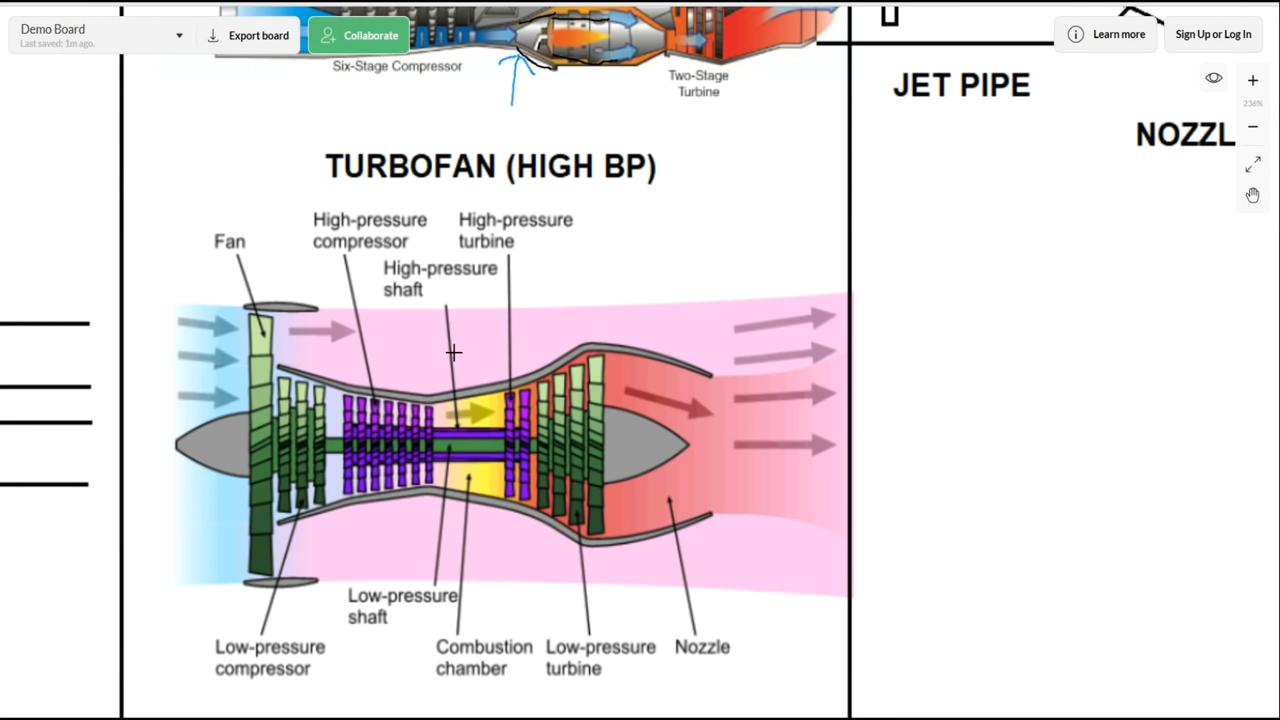 Demo Board
Last saved: 1m ago.
Export board
Collaborate
Learn more
Sign Up or Log In
236%
Six-Stage Compressor
Two-Stage
Turbine
JET PIPE
NOZZL
TURBOFAN (HIGH BP)
Fan
High-pressure
compressor
High-pressure
turbine
High-pressure
shaft
Low-pressure
shaft
Low-pressure
compressor
Combustion
chamber
Low-pressure
turbine
Nozzle